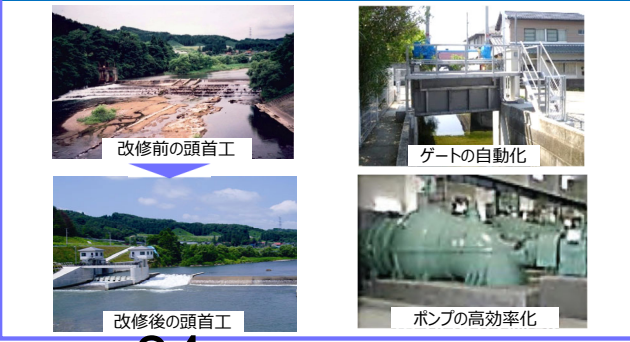 改修前の頭首工
ゲートの自動化
改修後の頭首工
ポンプの高効率化